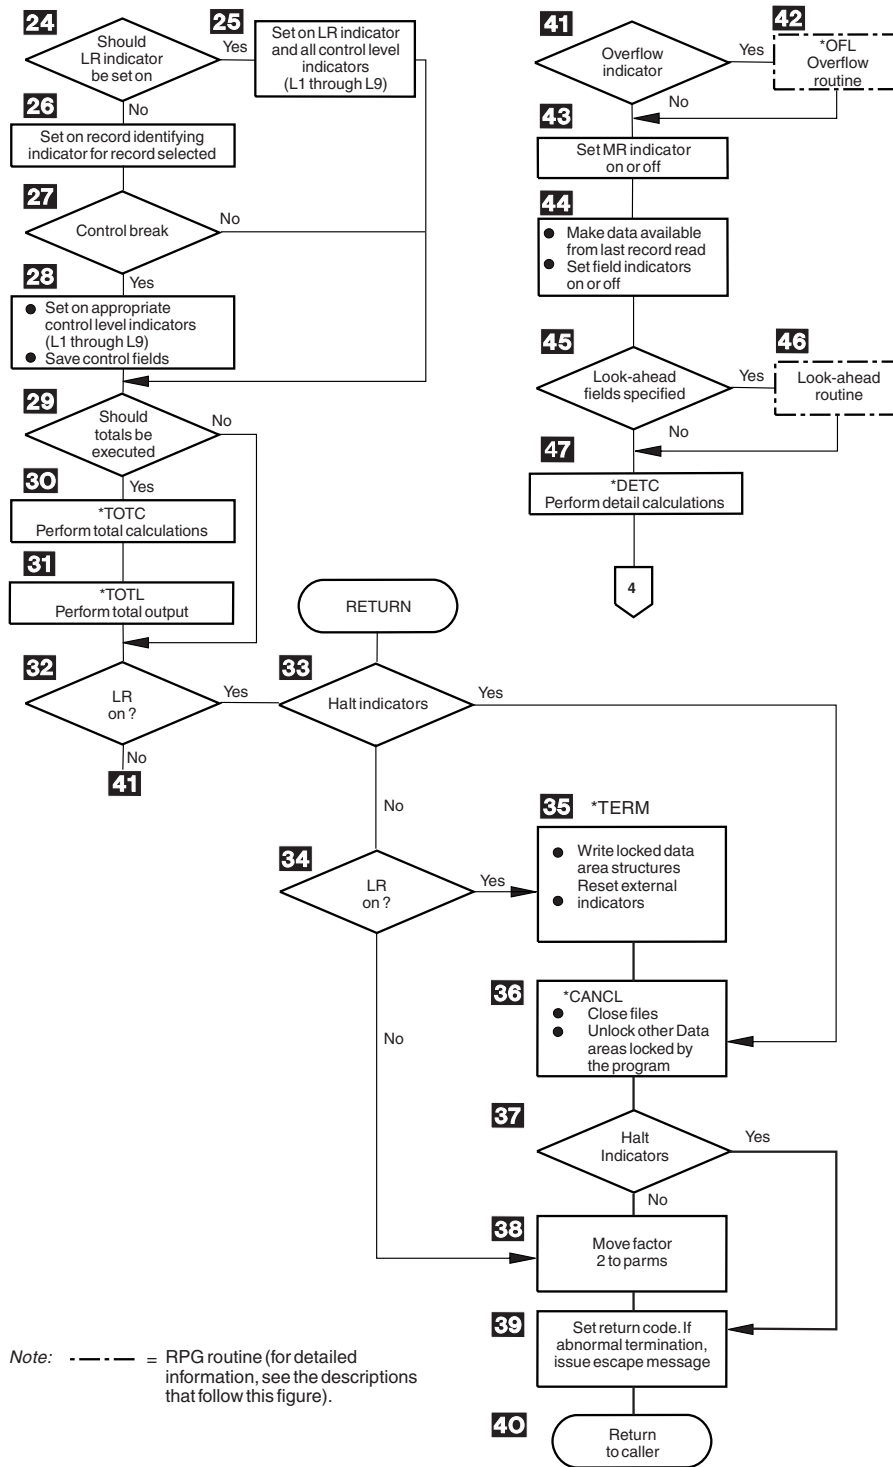 24
Should
LR indicator
be set on
Yes
25
Set on LR indicator
and all control level
indicators
(L1 through L9)
No
26
Set on record identifying
indicator for record selected
27
Control break
No
Yes
28
● Set on appropriate
control level indicators
(L1 through L9)
● Save control fields
29
Should
totals be
executed
No
Yes
30
*TOTC
Perform total calculations
31
*TOTL
Perform total output
32
LR
on ?
Yes
No
41
RETURN
33
Halt indicators
Yes
No
34
LR
on ?
Yes
No
35 *TERM
● Write locked data
area structures
Reset external
● indicators
36
*CANCL
● Close files
● Unlock other Data
areas locked by
the program
37
Halt
Indicators
Yes
No
38
Move factor
2 to parms
39
Set return code. If
abnormal termination,
issue escape message
40
Return
to caller
41
Overflow
indicator
Yes
42
*OFL
Overflow
routine
No
43
Set MR indicator
on or off
44
● Make data available
from last record read
● Set field indicators
on or off
45
Look-ahead
fields specified
Yes
46
Look-ahead
routine
No
47
*DETC
Perform detail calculations
4
Note: = RPG routine (for detailed
information, see the descriptions
that follow this figure).